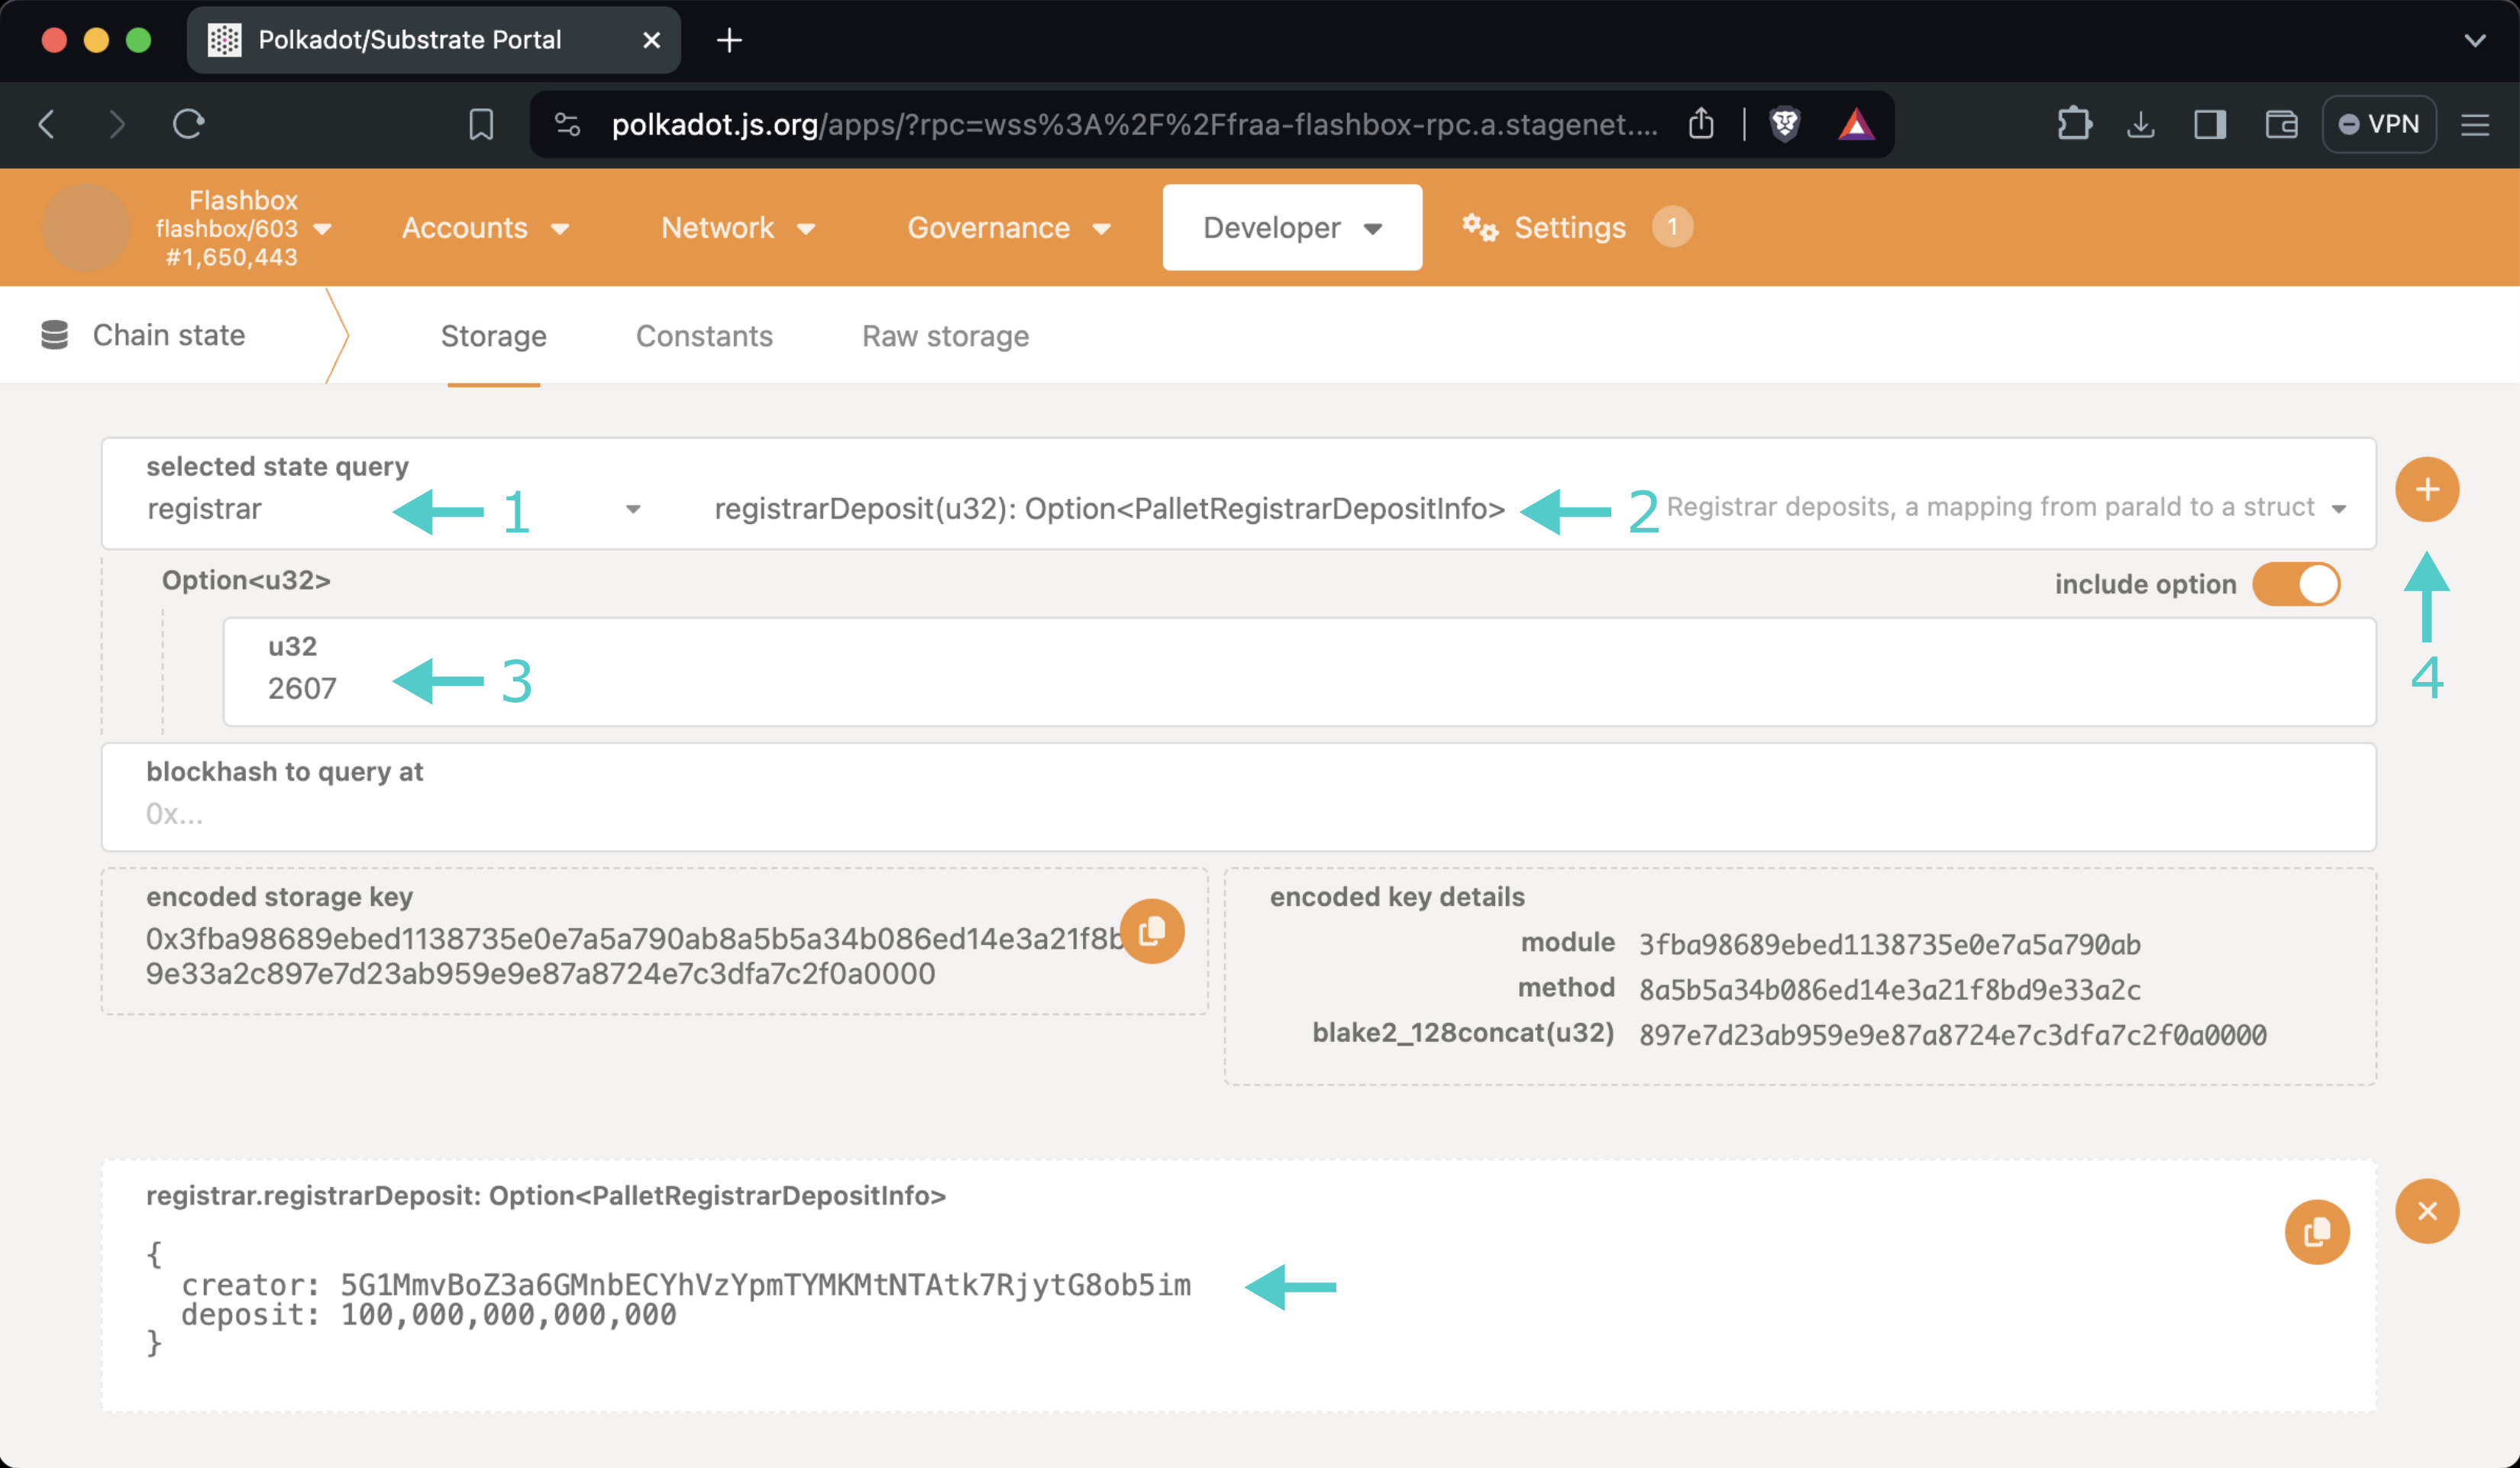 Polkadot/Substrate Portal
polkadot.js.org/apps/?rpc=wss%3A%2F%2Ffraa-flashbox-rpc.a.stagenet....
VPN
Flashbox
flashbox/603
#1,650,443
Accounts
Network
Governance
Developer
Settings
1
Chain state
Storage
Constants
Raw storage
selected state query
registrar
1
registrarDeposit(u32): Option<PalletRegistrarDepositInfo>
2
Registrar deposits, a mapping from paraId to a struct
Option<u32>
include option
u32
2607
3
4
blockhash to query at
0x...
encoded storage key
0x3fba98689ebed1138735e0e7a5a790ab8a5b5a34b086ed14e3a21f8b
9e33a2c897e7d23ab959e9e87a8724e7c3dfa7c2f0a0000
encoded key details
module 3fba98689ebed1138735e0e7a5a790ab
method 8a5b5a34b086ed14e3a21f8bd9e33a2c
blake2_128concat(u32) 897e7d23ab959e9e87a8724e7c3dfa7c2f0a0000
registrar.registrarDeposit: Option<PalletRegistrarDepositInfo>
{
creator: 5G1MmvBoZ3a6GMnbECYhVzYpmTYMKMtNTAtk7RjytG8ob5im
deposit: 100,000,000,000,000
}